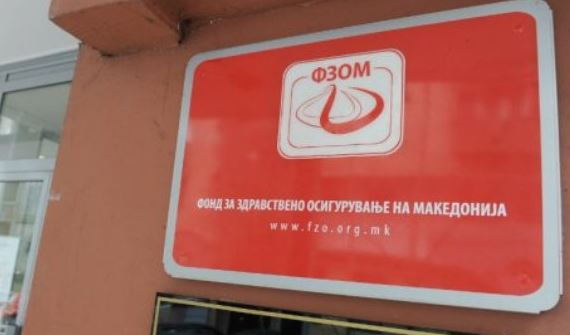 ФЗОМ
ФОНД ЗА ЗДРАВСТВЕНО ОСИГУРУВАЊЕ НА МАКЕДОНИЈА
www.fzo.org.mk